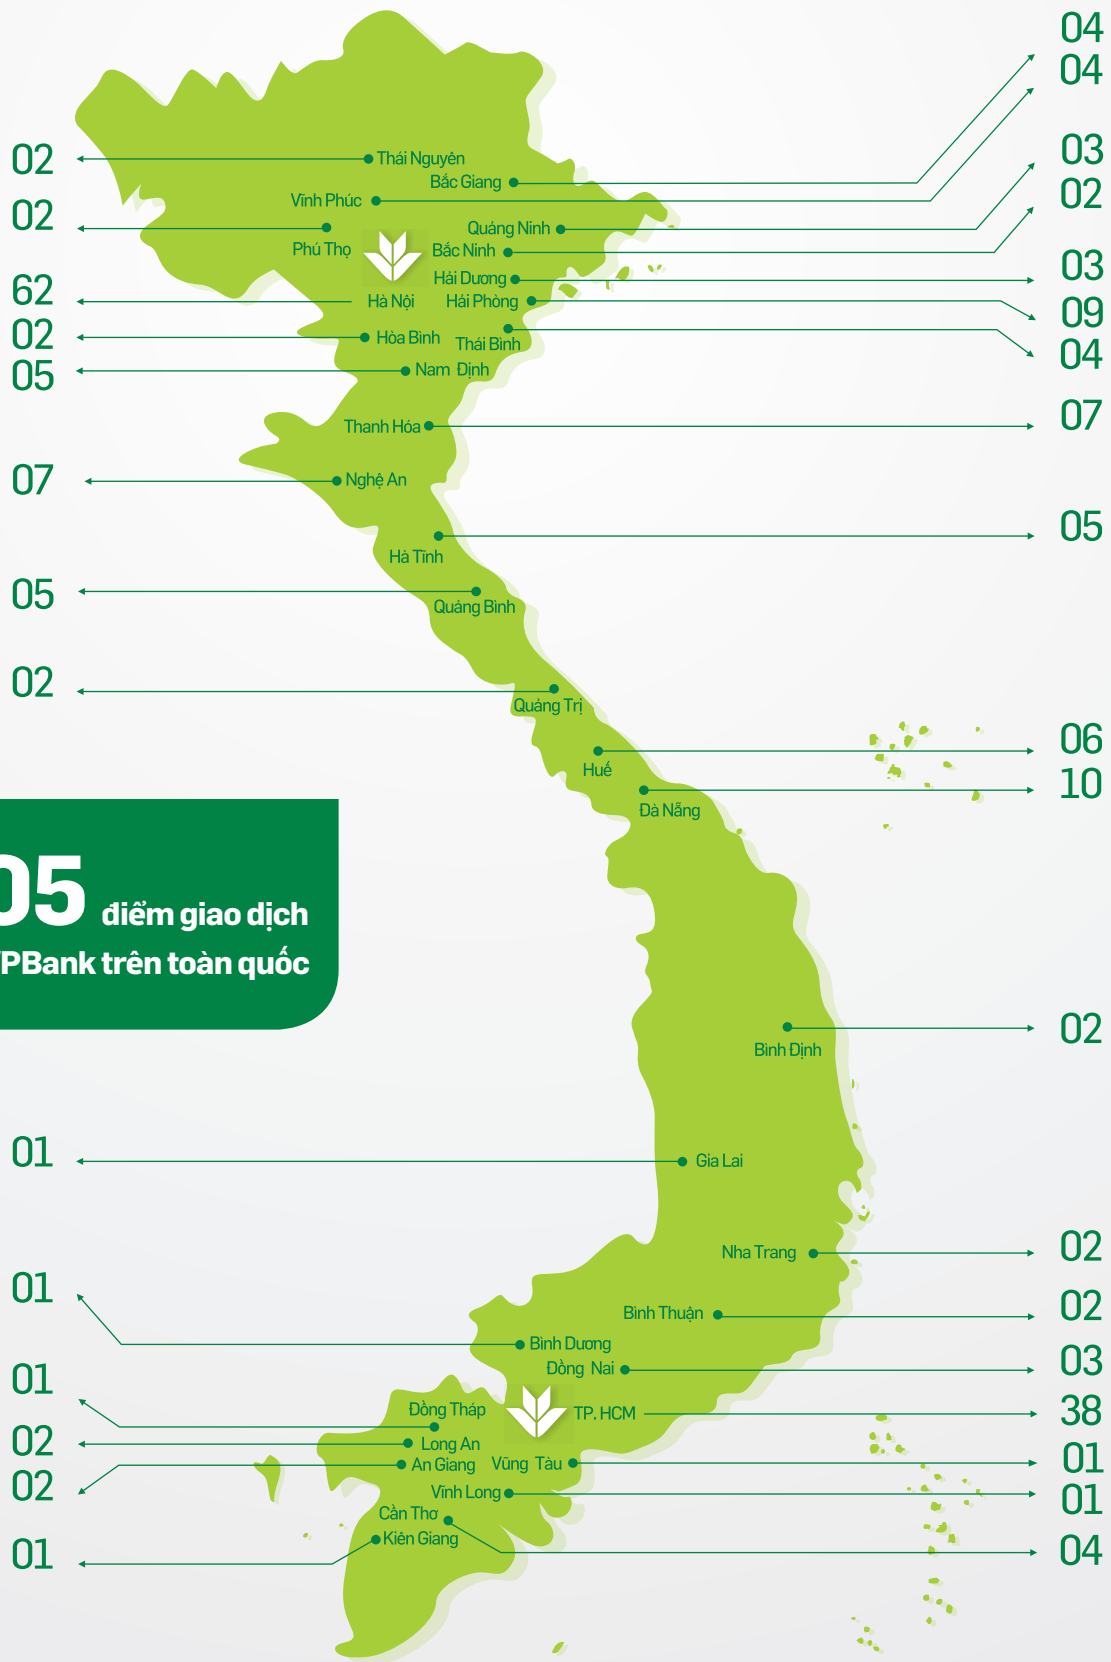 04
04
02 Thái Nguyên
Bắc Giang
03
Vĩnh Phúc
02
02
Quảng Ninh
Phú Thọ
Bắc Ninh
03
Hải Dương
62 Hà Nội
Hải Phòng
09
02 Hòa Bình
Thái Bình
04
05 Nam Định
Thanh Hóa 07
07 Nghệ An
Hà Tĩnh 05
05 Quảng Bình
02 Quảng Trị
Huế 06
Đà Nẵng 10
05 điểm giao dịch
VPBank trên toàn quốc
Bình Định 02
01 Gia Lai
Nha Trang 02
01
Bình Thuận 02
Bình Dương
Đồng Nai 03
01
Đồng Tháp
TP. HCM 38
02 Long An
An Giang
Vũng Tàu 01
02
Vĩnh Long 01
Cần Thơ
Kiên Giang
01
04